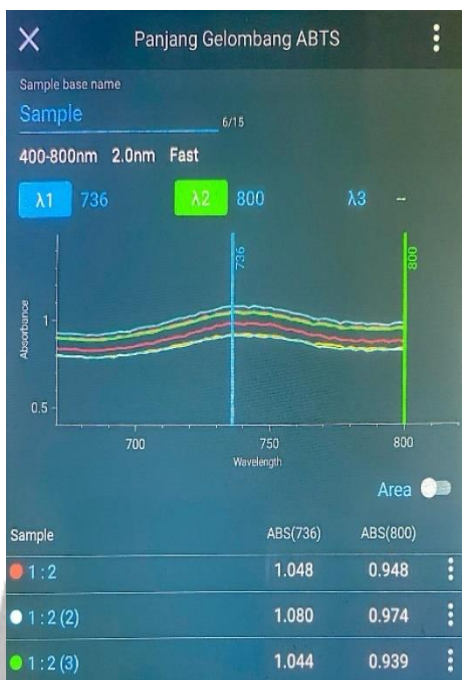 X Panjang Gelombang ABTS
Sample base name
Sample
6/15
400-800nm 2.0nm Fast
λ1 736 λ2 800 λ3 –
736
800
Absorbance
1
0.5
700 750 800
Wavelength
Area
Sample ABS(736) ABS(800)
1 : 2 1.048 0.948
1 : 2 (2) 1.080 0.974
1 : 2 (3) 1.044 0.939